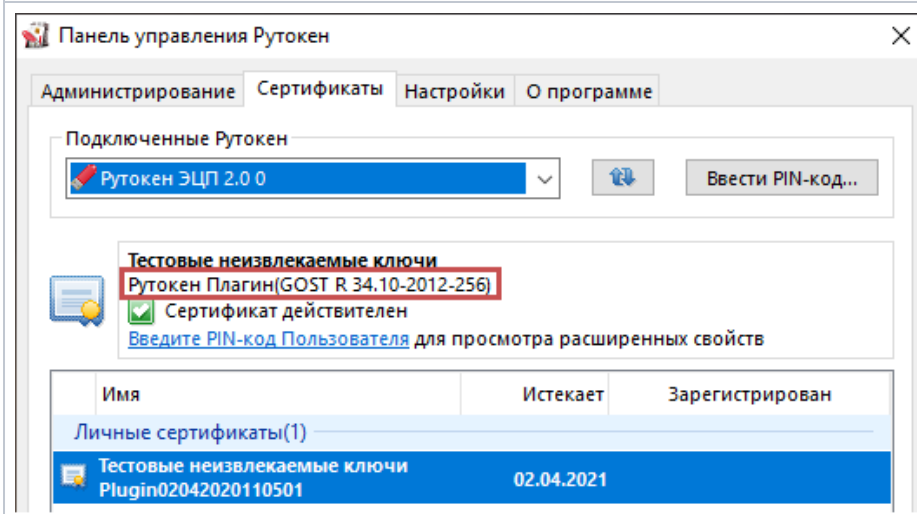 Панель управления Рутокен
Администрирование Сертификаты Настройки О программе
Подключенные Рутокен
Рутокен ЭЦП 2.0 0 Ввести PIN-код...
Тестовые неизвлекаемые ключи
Рутокен Плагин(GOST R 34.10-2012-256)
Сертификат действителен
Введите PIN-код Пользователя для просмотра расширенных свойств
Имя Истекает Зарегистрирован
Личные сертификаты(1)
Тестовые неизвлекаемые ключи
Plugin02042020110501 02.04.2021